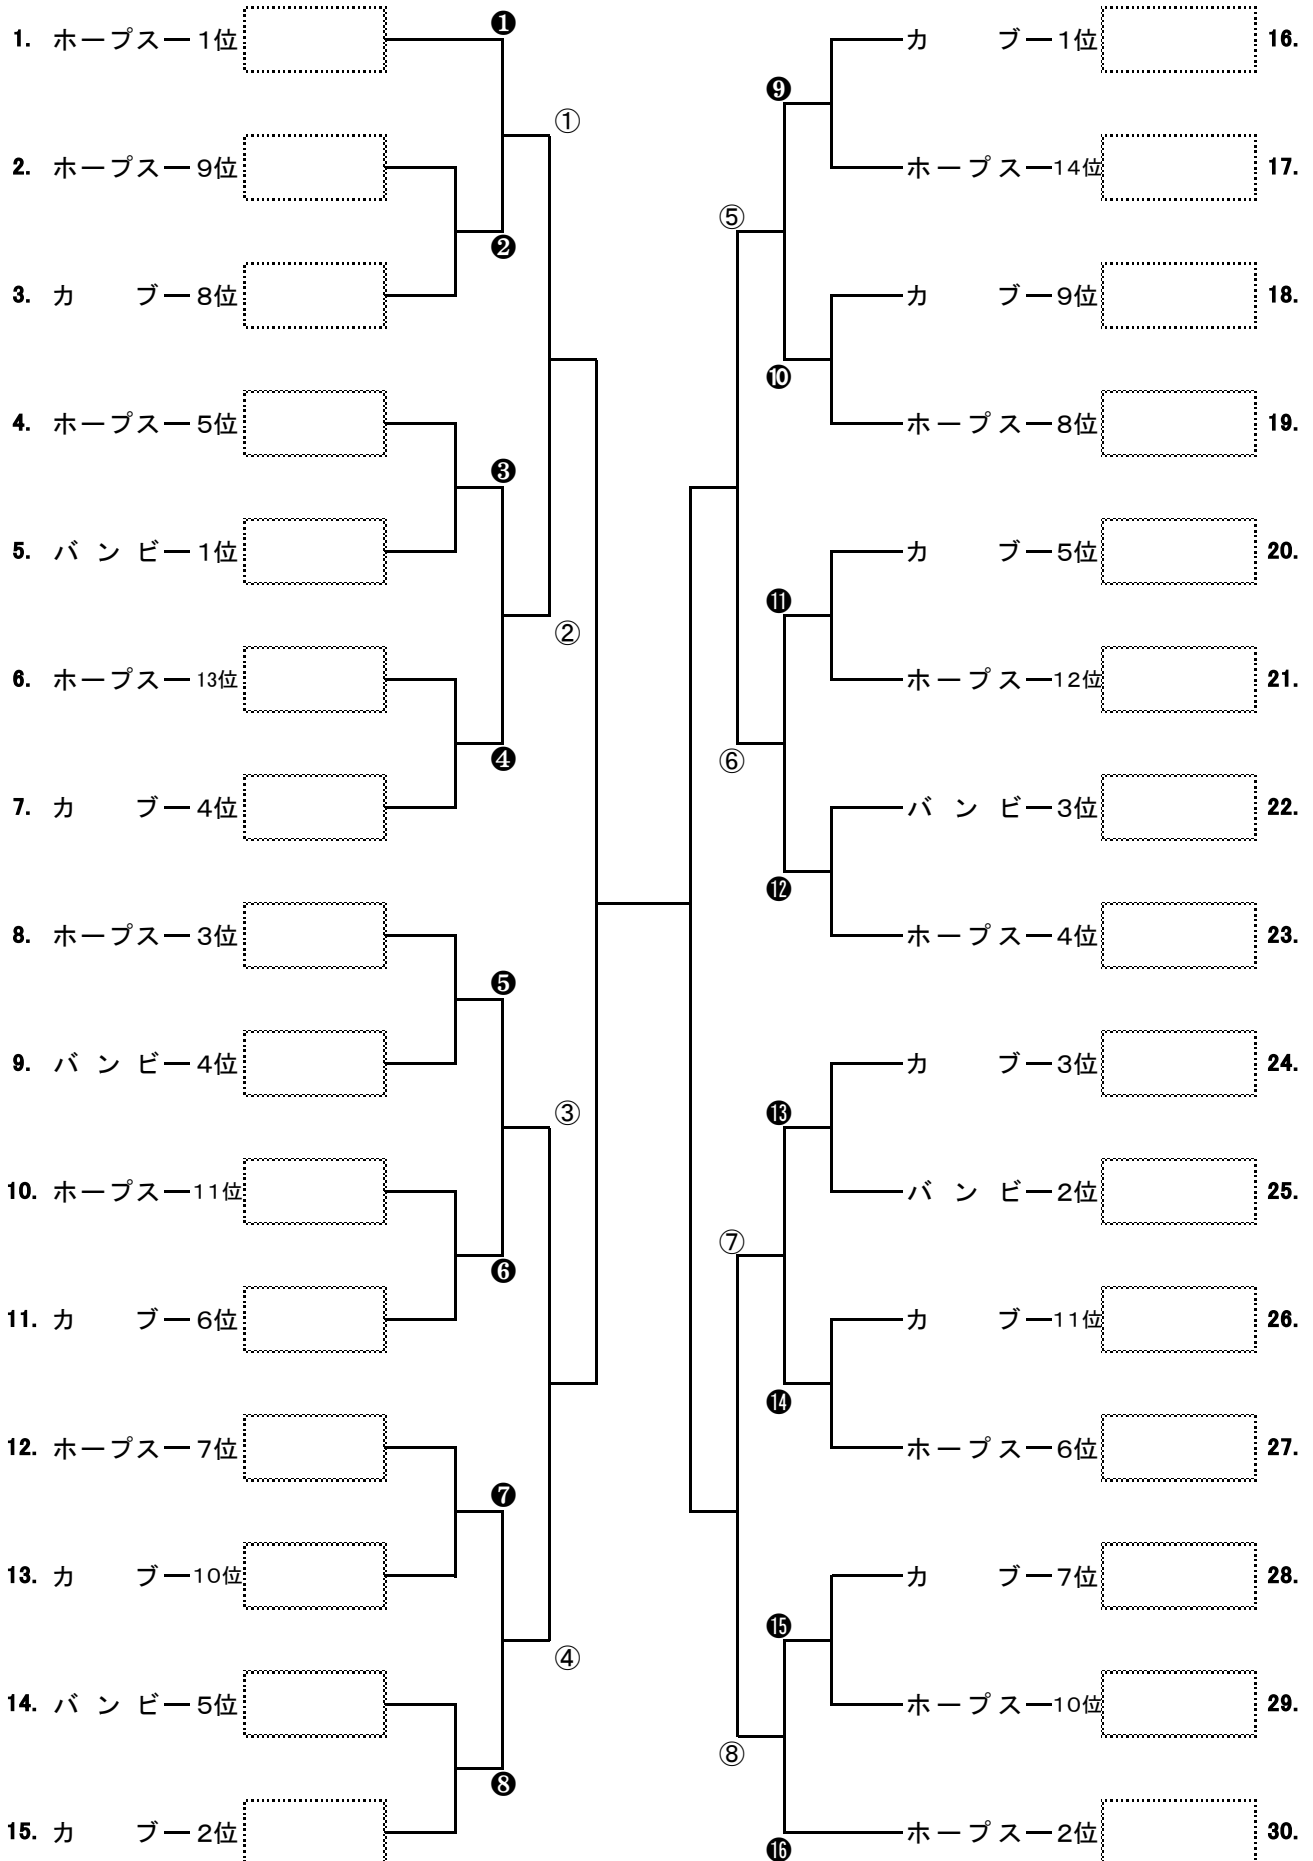 1. ホープス ー 1位
❶
①
2. ホープス ー 9位
❷
3. カ ブ ー 8位
4. ホープス ー 5位
❸
5. バ ン ビ ー 1位
②
6. ホープス ー 13位
❹
7. カ ブ ー 4位
8. ホープス ー 3位
❺
9. バ ン ビ ー 4位
③
10. ホープス ー 11位
❻
11. カ ブ ー 6位
12. ホープス ー 7位
❼
13. カ ブ ー 10位
④
14. バ ン ビ ー 5位
❽
15. カ ブ ー 2位
カ ブ ー 1位 16.
❾
ホープス ー 14位 17.
⑤
カ ブ ー 9位 18.
❿
ホープス ー 8位 19.
カ ブ ー 5位 20.
⓫
ホープス ー 12位 21.
⑥
バ ン ビ ー 3位 22.
⓬
ホープス ー 4位 23.
カ ブ ー 3位 24.
⓭
バ ン ビ ー 2位 25.
⑦
カ ブ ー 11位 26.
⓮
ホープス ー 6位 27.
カ ブ ー 7位 28.
⓯
ホープス ー 10位 29.
⑧
ホープス ー 2位 30.
⓰